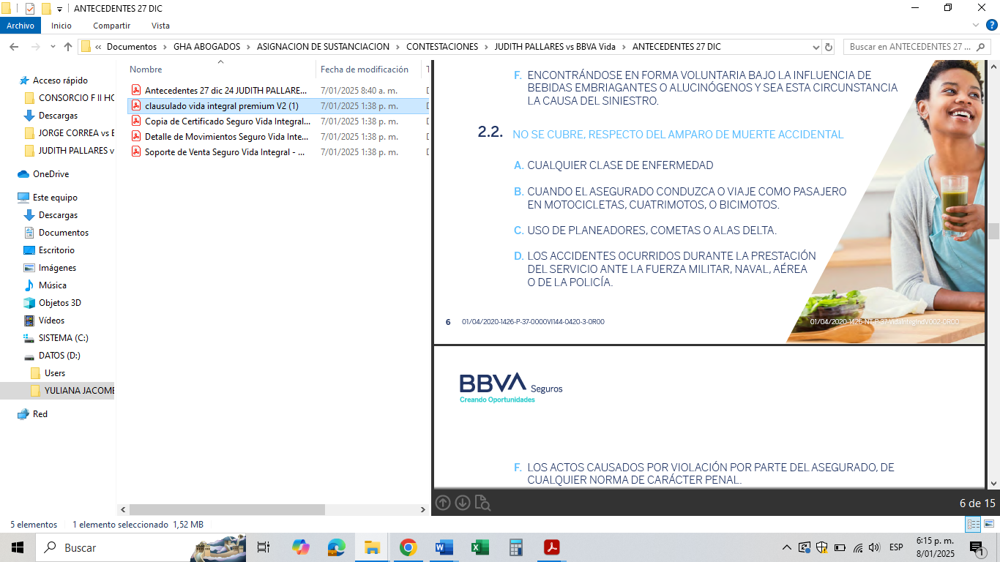 ANTECEDENTES 27 DIC
Archivo Inicio Compartir Vista
« Documentos > GHA ABOGADOS > ASIGNACION DE SUSTANCIACION > CONTESTACIONES > JUDITH PALLARES vs BBVA Vida > ANTECEDENTES 27 DIC
Buscar en ANTECEDENTES 27 ...
Acceso rápido
CONSORCIO F II HO
Descargas
JORGE CORREA vs B
JUDITH PALLARES v
OneDrive
Este equipo
Descargas
Documentos
Escritorio
Imágenes
Música
Objetos 3D
Vídeos
SISTEMA (C:)
DATOS (D:)
Users
YULIANA JACOME
Red
Nombre Fecha de modificación T
Antecedentes 27 dic 24 JUDITH PALLARE... 7/01/2025 8:40 a. m.
clausulado vida integral premium V2 (1) 7/01/2025 1:38 p. m.
Copia de Certificado Seguro Vida Integral... 7/01/2025 1:38 p. m.
Detalle de Movimientos Seguro Vida Inte... 7/01/2025 1:38 p. m.
Soporte de Venta Seguro Vida Integral - ... 7/01/2025 1:38 p. m.
F. ENCONTRÁNDOSE EN FORMA VOLUNTARIA BAJO LA INFLUENCIA DE
BEBIDAS EMBRIAGANTES O ALUCINÓGENOS Y SEA ESTA CIRCUNSTANCIA
LA CAUSA DEL SINIESTRO.
2.2. NO SE CUBRE, RESPECTO DEL AMPARO DE MUERTE ACCIDENTAL
A. CUALQUIER CLASE DE ENFERMEDAD
B. CUANDO EL ASEGURADO CONDUZCA O VIAJE COMO PASAJERO
EN MOTOCICLETAS, CUATRIMOTOS, O BICIMOTOS.
C. USO DE PLANEADORES, COMETAS O ALAS DELTA.
D. LOS ACCIDENTES OCURRIDOS DURANTE LA PRESTACIÓN
DEL SERVICIO ANTE LA FUERZA MILITAR, NAVAL, AÉREA
O DE LA POLICÍA.
6 01/04/2020-1426-P-37-0000VI144-0420-3-0R00
01/04/2020-1426-NT-P-37-VidaIntegIndV002-0R00
BBVA Seguros
Creando Oportunidades
F. LOS ACTOS CAUSADOS POR VIOLACIÓN POR PARTE DEL ASEGURADO, DE
CUALQUIER NORMA DE CARÁCTER PENAL.
6 de 15
5 elementos 1 elemento seleccionado 1,52 MB
Buscar
ESP
6:15 p. m.
8/01/2025
1